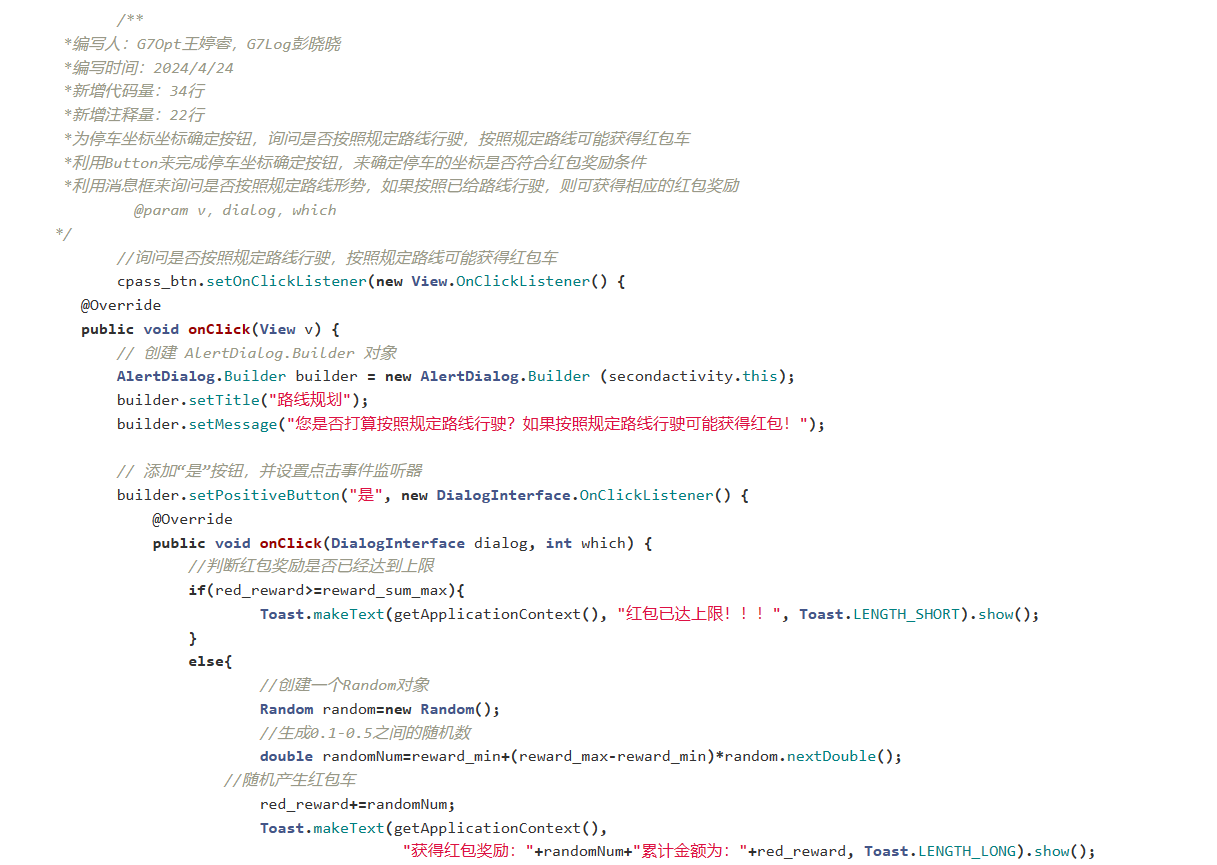 /**
*编写人：G7Opt王婷睿，G7Log彭晓晓
*编写时间：2024/4/24
*新增代码量：34行
*新增注释量：22行
*为停车坐标坐标确定按钮，询问是否按照规定路线行驶，按照规定路线可能获得红包车
*利用Button来完成停车坐标确定按钮，来确定停车的坐标是否符合红包奖励条件
*利用消息框来询问是否按照规定路线形势，如果按照已给路线行驶，则可获得相应的红包奖励
@param v, dialog, which
*/
//询问是否按照规定路线行驶，按照规定路线可能获得红包车
cpass_btn.setOnClickListener(new View.OnClickListener() {
@Override
public void onClick(View v) {
// 创建 AlertDialog.Builder 对象
AlertDialog.Builder builder = new AlertDialog.Builder (secondactivity.this);
builder.setTitle("路线规划");
builder.setMessage("您是否打算按照规定路线行驶？如果按照规定路线行驶可能获得红包！");
// 添加“是”按钮，并设置点击事件监听器
builder.setPositiveButton("是", new DialogInterface.OnClickListener() {
@Override
public void onClick(DialogInterface dialog, int which) {
//判断红包奖励是否已经达到上限
if(red_reward>=reward_sum_max){
Toast.makeText(getApplicationContext(), "红包已达上限！！！", Toast.LENGTH_SHORT).show();
}
else{
//创建一个Random对象
Random random=new Random();
//生成0.1-0.5之间的随机数
double randomNum=reward_min+(reward_max-reward_min)*random.nextDouble();
//随机产生红包车
red_reward+=randomNum;
Toast.makeText(getApplicationContext(),
"获得红包奖励："+randomNum+"累计金额为："+red_reward, Toast.LENGTH_LONG).show();